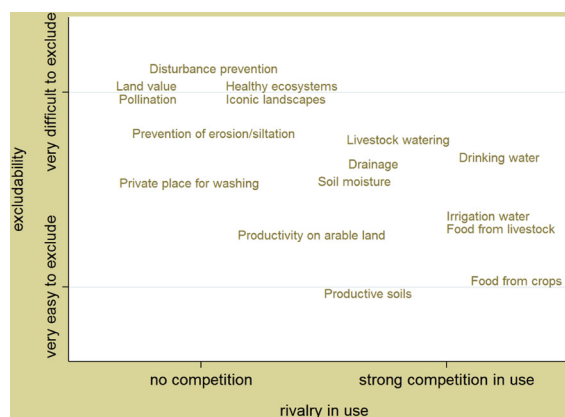 Disturbance prevention
Land value
Healthy ecosystems
Pollination
Iconic landscapes
Prevention of erosion/siltation
Livestock watering
Drinking water
Drainage
Private place for washing
Soil moisture
Irrigation water
Food from livestock
Productivity on arable land
Food from crops
Productive soils
excludability
very difficult to exclude
very easy to exclude
no competition
strong competition in use
rivalry in use